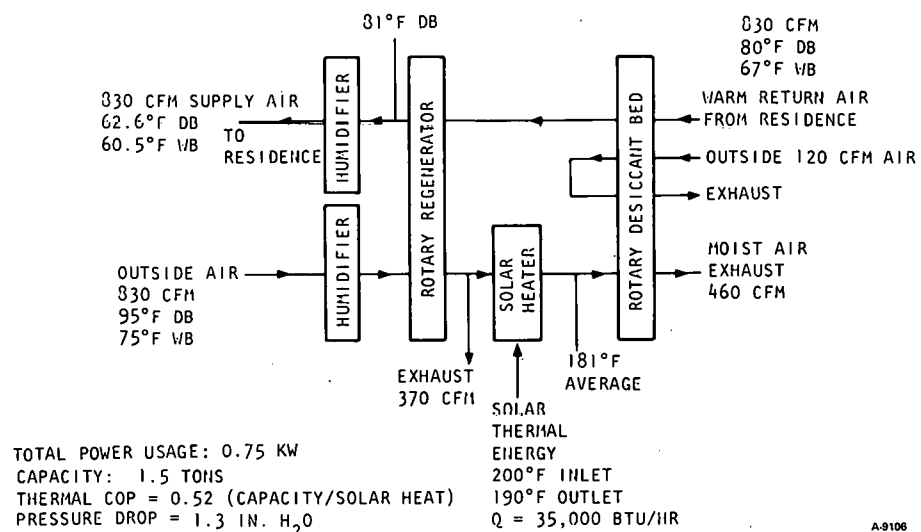 81°F DB
830 CFM
80°F DB
67°F WB
WARM RETURN AIR
FROM RESIDENCE
830 CFM SUPPLY AIR
62.6°F DB
60.5°F WB
TO
RESIDENCE
HUMIDIFIER
ROTARY REGENERATOR
ROTARY DESICCANT BED
OUTSIDE 120 CFM AIR
EXHAUST
OUTSIDE AIR
830 CFM
95°F DB
75°F WB
HUMIDIFIER
SOLAR
HEATER
MOIST AIR
EXHAUST
460 CFM
EXHAUST
370 CFM
181°F
AVERAGE
SOLAR
THERMAL
ENERGY
200°F INLET
190°F OUTLET
Q = 35,000 BTU/HR
TOTAL POWER USAGE: 0.75 KW
CAPACITY: 1.5 TONS
THERMAL COP = 0.52 (CAPACITY/SOLAR HEAT)
PRESSURE DROP = 1.3 IN. H₂O
A-9106